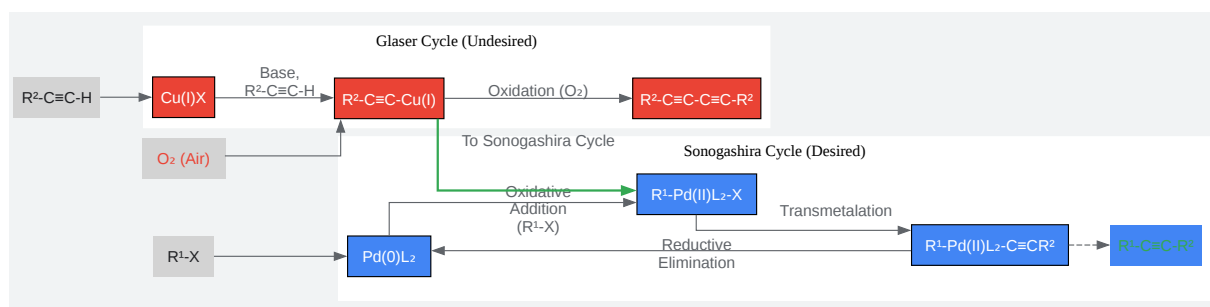 Glaser Cycle (Undesired)
R²-C≡C-H
Cu(I)X
Base,
R²-C≡C-H
R²-C≡C-Cu(I)
Oxidation (O₂)
R²-C≡C-C≡C-R²
O₂ (Air)
To Sonogashira Cycle
Sonogashira Cycle (Desired)
R¹-Pd(II)L₂-X
Oxidative
Addition
(R¹-X)
Transmetalation
R¹-X
Pd(0)L₂
Reductive
Elimination
R¹-Pd(II)L₂-C≡CR²
R¹-C≡C-R²